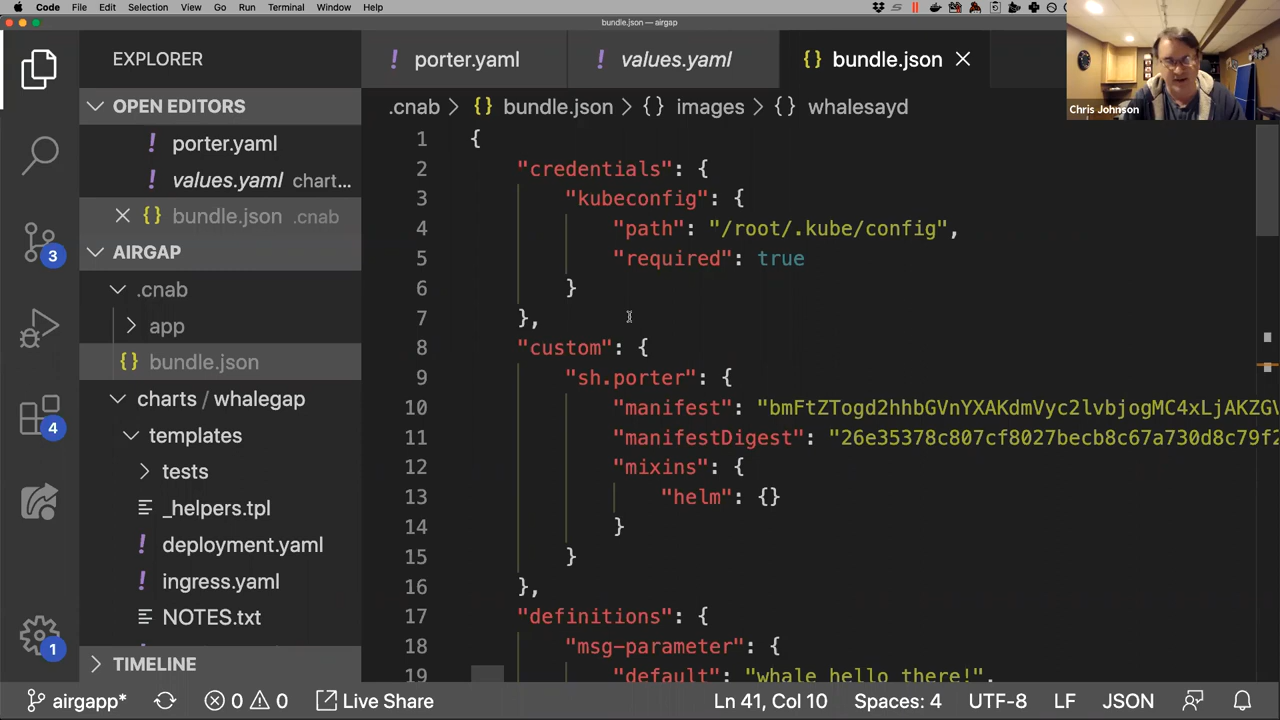 Code File Edit Selection View Go Run Terminal Window Help
bundle.json — airgap
Chris Johnson
EXPLORER
OPEN EDITORS
porter.yaml
values.yaml chart...
bundle.json .cnab
AIRGAP
.cnab
app
bundle.json
charts / whalegap
templates
tests
_helpers.tpl
deployment.yaml
ingress.yaml
NOTES.txt
TIMELINE
3
4
1
porter.yaml values.yaml bundle.json
.cnab > {} bundle.json > {} images > {} whalesayd
1 {
2 "credentials": {
3 "kubeconfig": {
4 "path": "/root/.kube/config",
5 "required": true
6 }
7 },
8 "custom": {
9 "sh.porter": {
10 "manifest": "bmFtZTogd2hhbGVnYXAKdmVyc2lvbjogMC4xLjAKZGV
11 "manifestDigest": "26e35378c807cf8027becb8c67a730d8c79f2
12 "mixins": {
13 "helm": {}
14 }
15 }
16 },
17 "definitions": {
18 "msg-parameter": {
19 "default": "whale hello there!",
airgapp* 0 0 Live Share Ln 41, Col 10 Spaces: 4 UTF-8 LF JSON